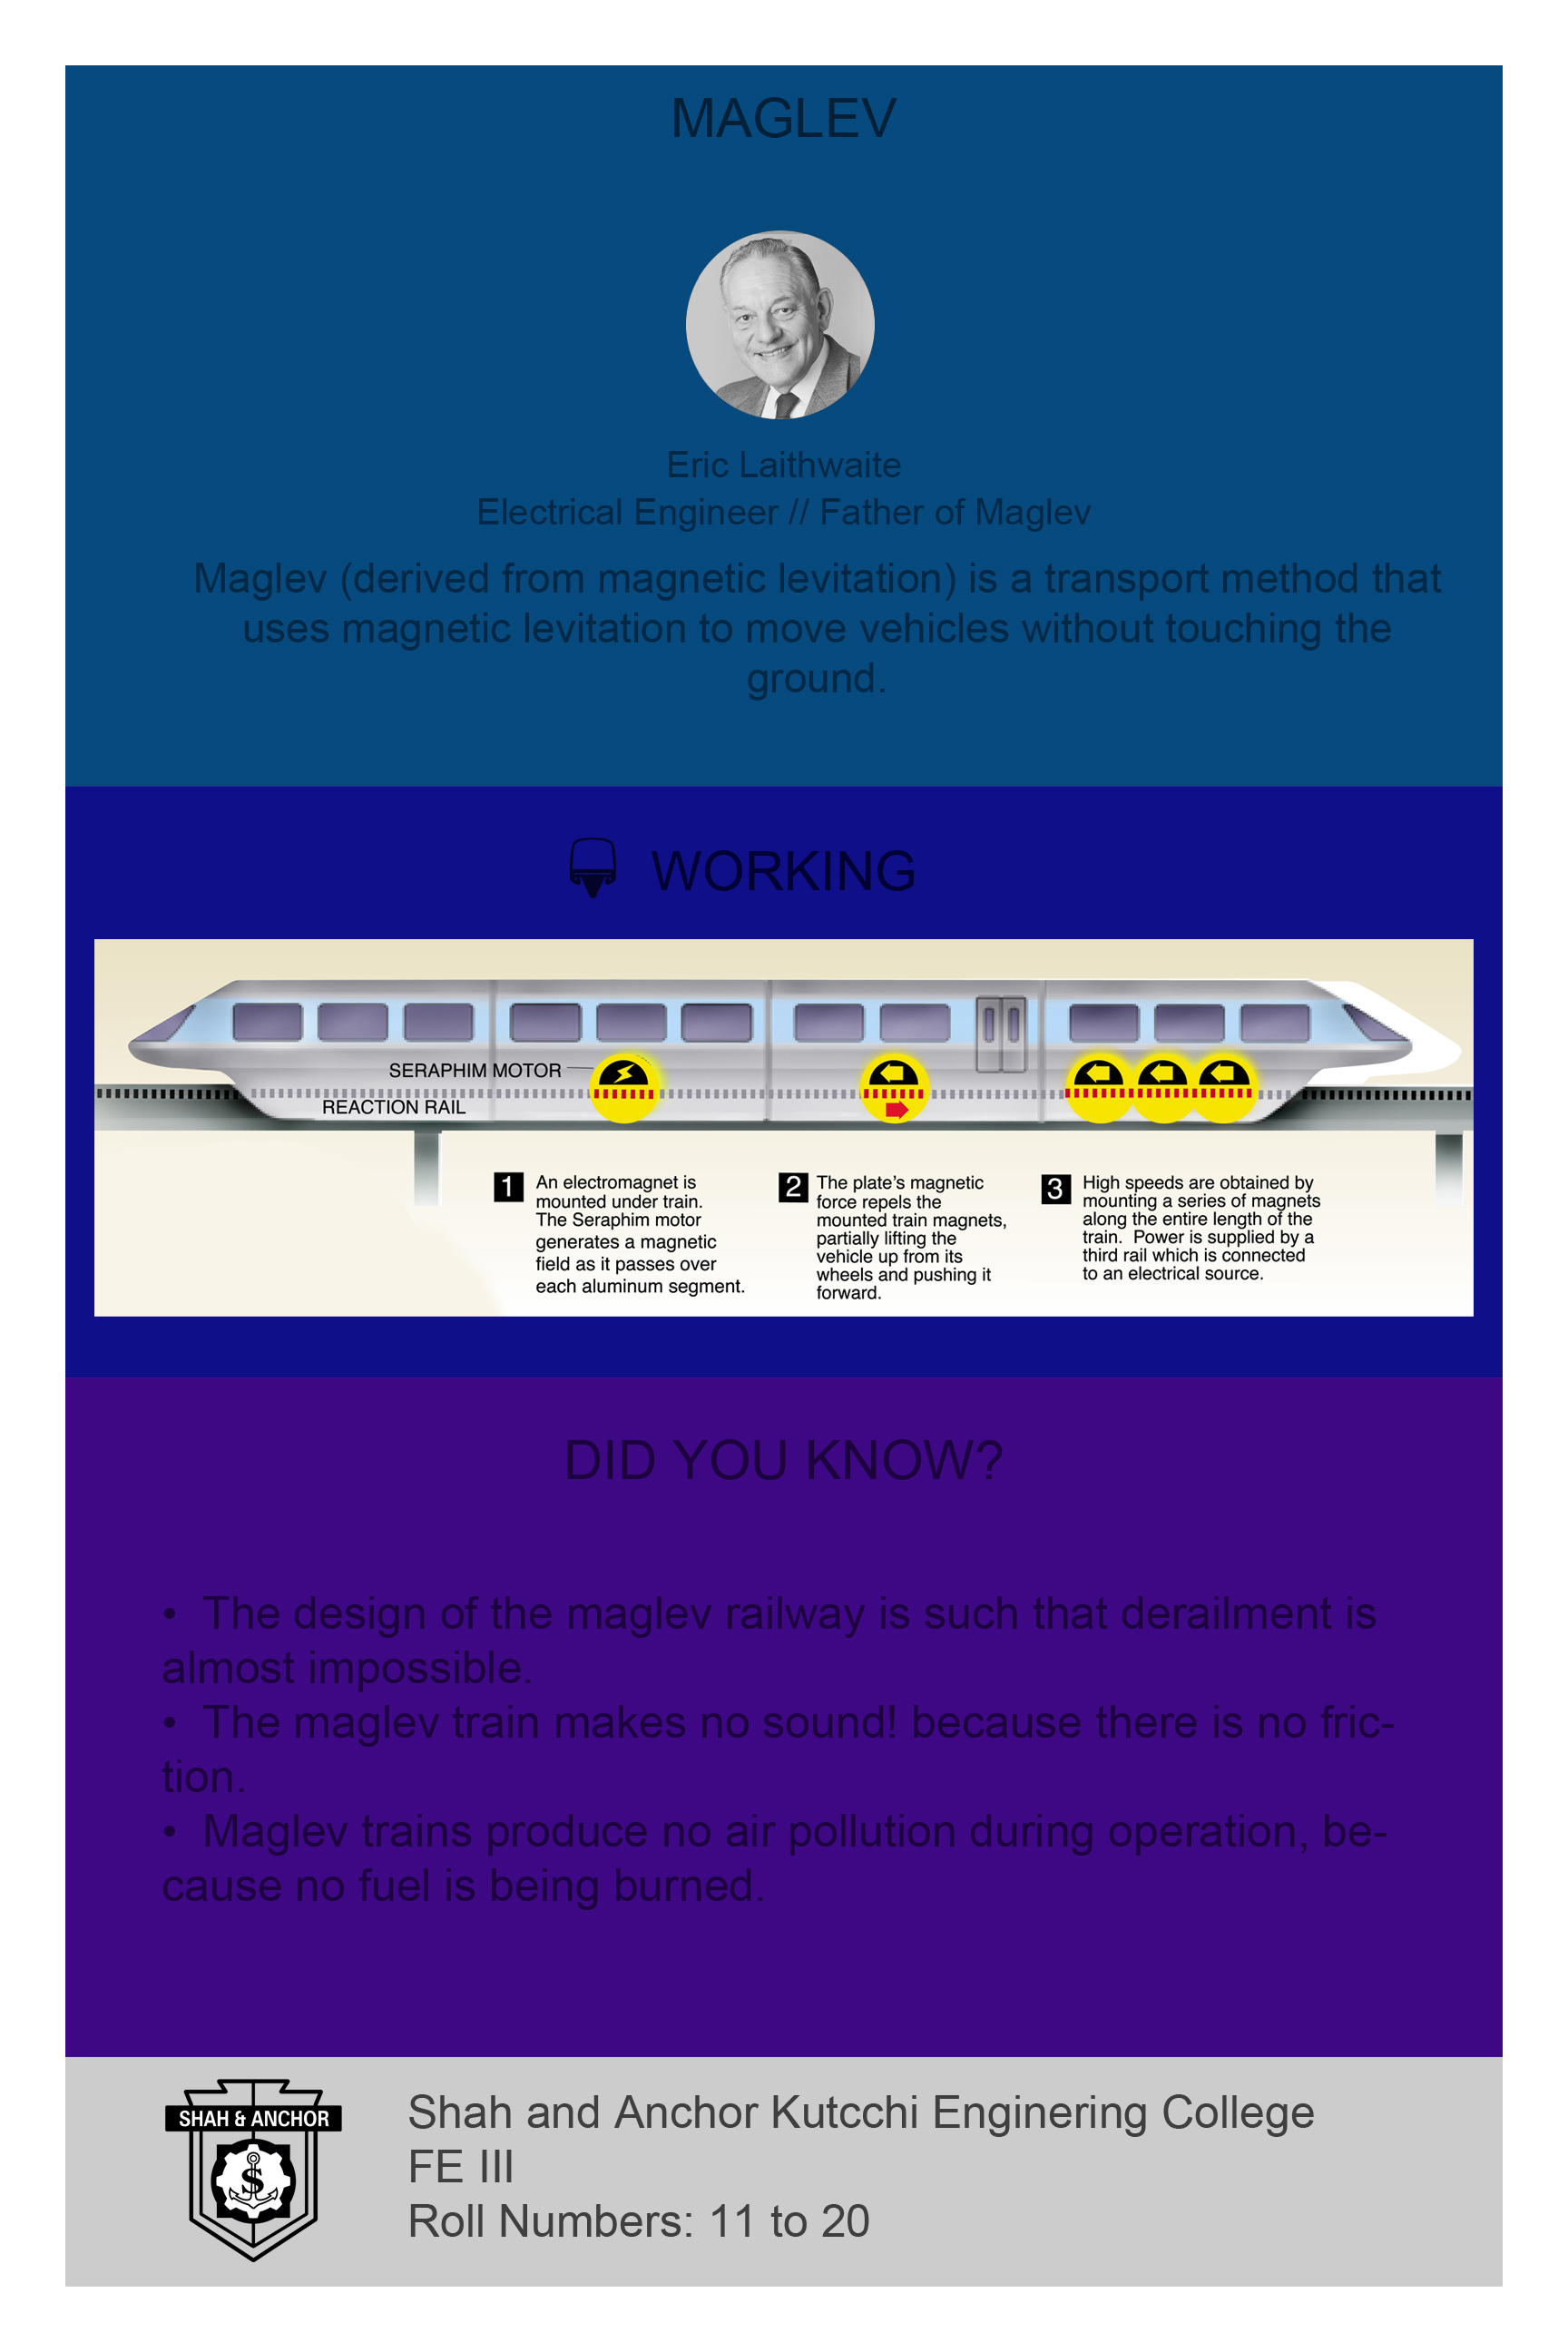 MAGLEV
Eric Laithwaite
Electrical Engineer // Father of Maglev
Maglev (derived from magnetic levitation) is a transport method that
uses magnetic levitation to move vehicles without touching the
ground.
WORKING
SERAPHIM MOTOR
REACTION RAIL
1
An electromagnet is
mounted under train.
The Seraphim motor
generates a magnetic
field as it passes over
each aluminum segment.
2
The plate's magnetic
force repels the
mounted train magnets,
partially lifting the
vehicle up from its
wheels and pushing it
forward.
3
High speeds are obtained by
mounting a series of magnets
along the entire length of the
train.  Power is supplied by a
third rail which is connected
to an electrical source.
DID YOU KNOW?
• The design of the maglev railway is such that derailment is
almost impossible.
• The maglev train makes no sound! because there is no fric-
tion.
• Maglev trains produce no air pollution during operation, be-
cause no fuel is being burned.
SHAH & ANCHOR
S
Shah and Anchor Kutcchi Enginering College
FE III
Roll Numbers: 11 to 20